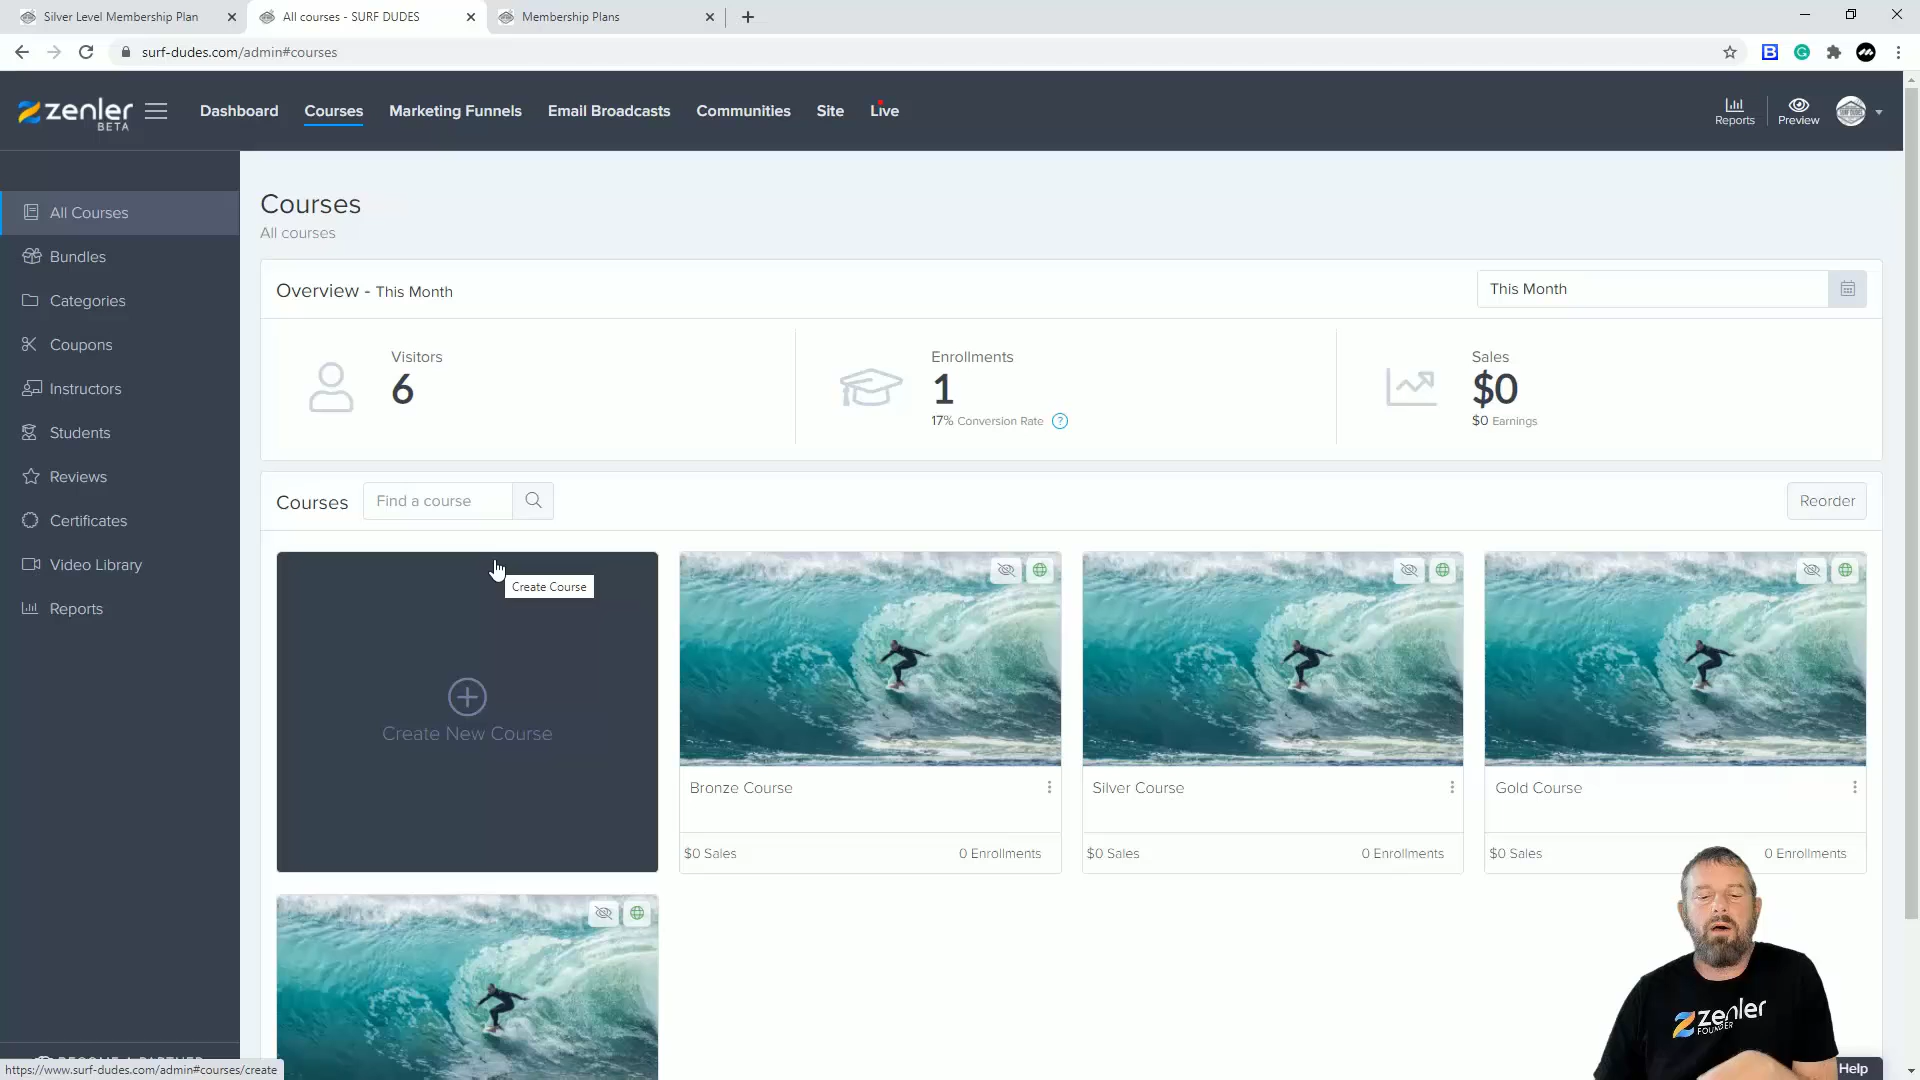 Silver Level Membership Plan
All courses - SURF DUDES
Membership Plans
surf-dudes.com/admin#courses
zenler
BETA
Dashboard
Courses
Marketing Funnels
Email Broadcasts
Communities
Site
Live
Reports
Preview
All Courses
Bundles
Categories
Coupons
Instructors
Students
Reviews
Certificates
Video Library
Reports
Courses
All courses
Overview - This Month
This Month
Visitors
6
Enrollments
1
17% Conversion Rate ?
Sales
$0
$0 Earnings
Courses
Find a course
Reorder
Create Course
Create New Course
Bronze Course
$0 Sales
0 Enrollments
Silver Course
$0 Sales
0 Enrollments
Gold Course
$0 Sales
0 Enrollments
zenler
FOUNDER
BECOME A PARTNER
https://www.surf-dudes.com/admin#courses/create
Help